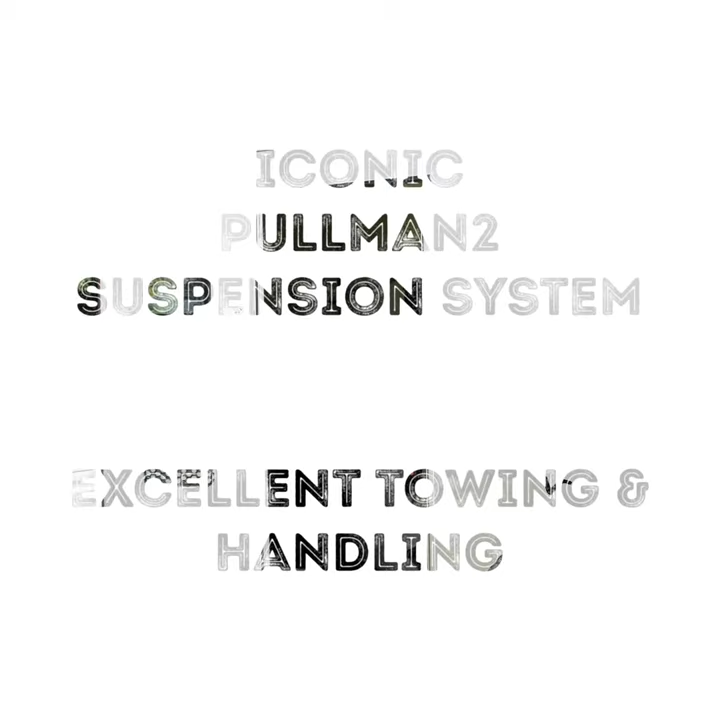 ICONIC
PULLMAN2
SUSPENSION SYSTEM
EXCELLENT TOWING &
HANDLING